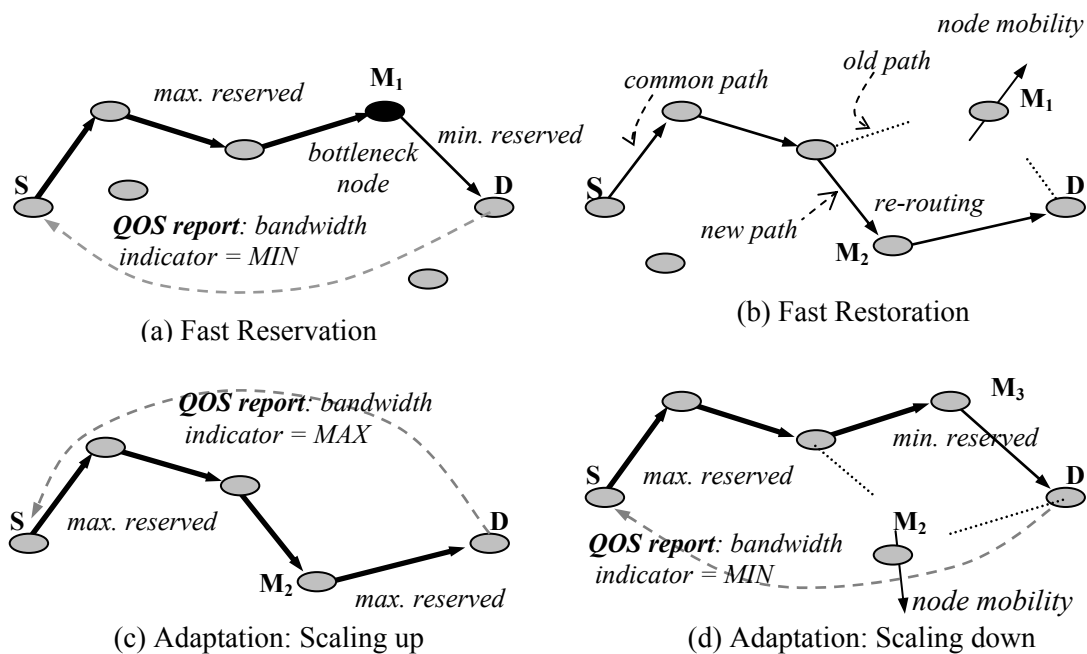 max. reserved
M₁
min. reserved
bottleneck
node
S
D
QOS report: bandwidth
indicator = MIN
(a) Fast Reservation
node mobility
old path
common path
M₁
S
D
re-routing
new path
M₂
(b) Fast Restoration
QOS report: bandwidth
indicator = MAX
S
max. reserved
D
M₂
max. reserved
(c) Adaptation: Scaling up
M₃
min. reserved
max. reserved
S
D
M₂
QOS report: bandwidth
indicator = MIN
node mobility
(d) Adaptation: Scaling down